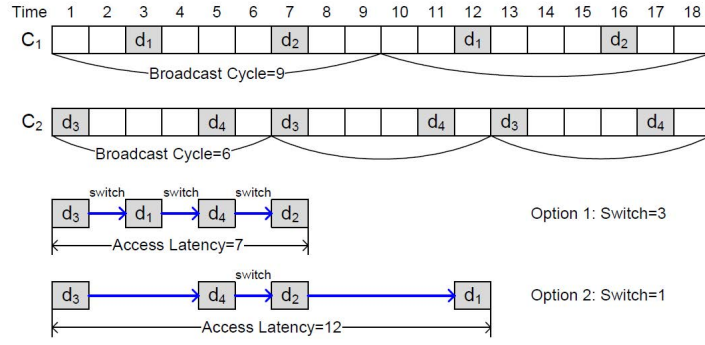 Time 1 2 3 4 5 6 7 8 9 10 11 12 13 14 15 16 17 18
C1 d1 d2 d1 d2
Broadcast Cycle=9
C2 d3 d4 d3 d4 d3 d4
Broadcast Cycle=6
switch switch switch
d3 d1 d4 d2 Option 1: Switch=3
Access Latency=7
switch
d3 d4 d2 d1 Option 2: Switch=1
Access Latency=12